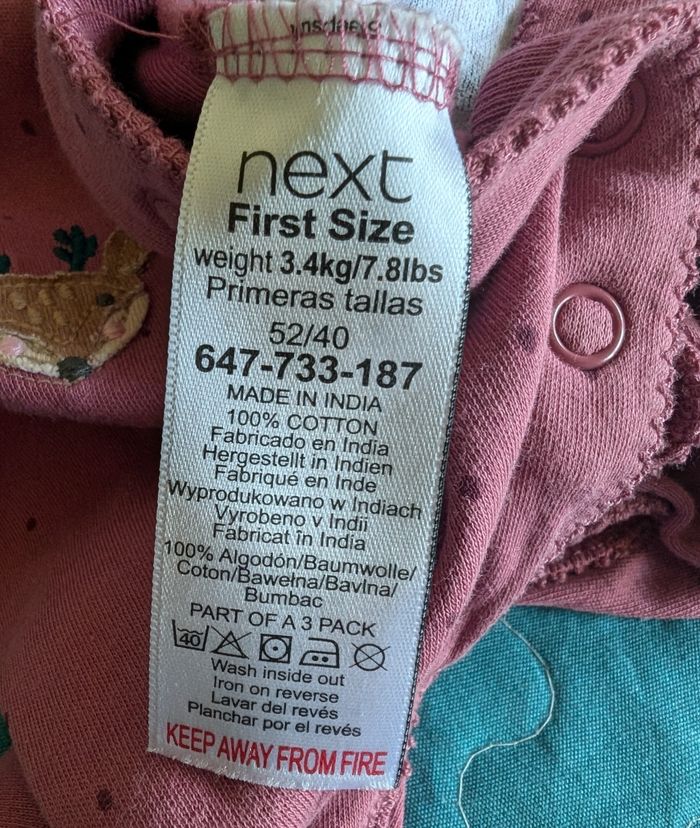 next
First Size
weight 3.4kg/7.8lbs
Primeras tallas
52/40
647-733-187
MADE IN INDIA
100% COTTON
Fabricado en India
Hergestellt in Indien
Fabriqué en Inde
Wyprodukowano w Indiach
Vyrobeno v Indii
Fabricat în India
100% Algodón/Baumwolle/
Coton/Bawełna/Bavlna/
Bumbac
PART OF A 3 PACK
40
Wash inside out
Iron on reverse
Lavar del revés
Planchar por el revés
KEEP AWAY FROM FIRE